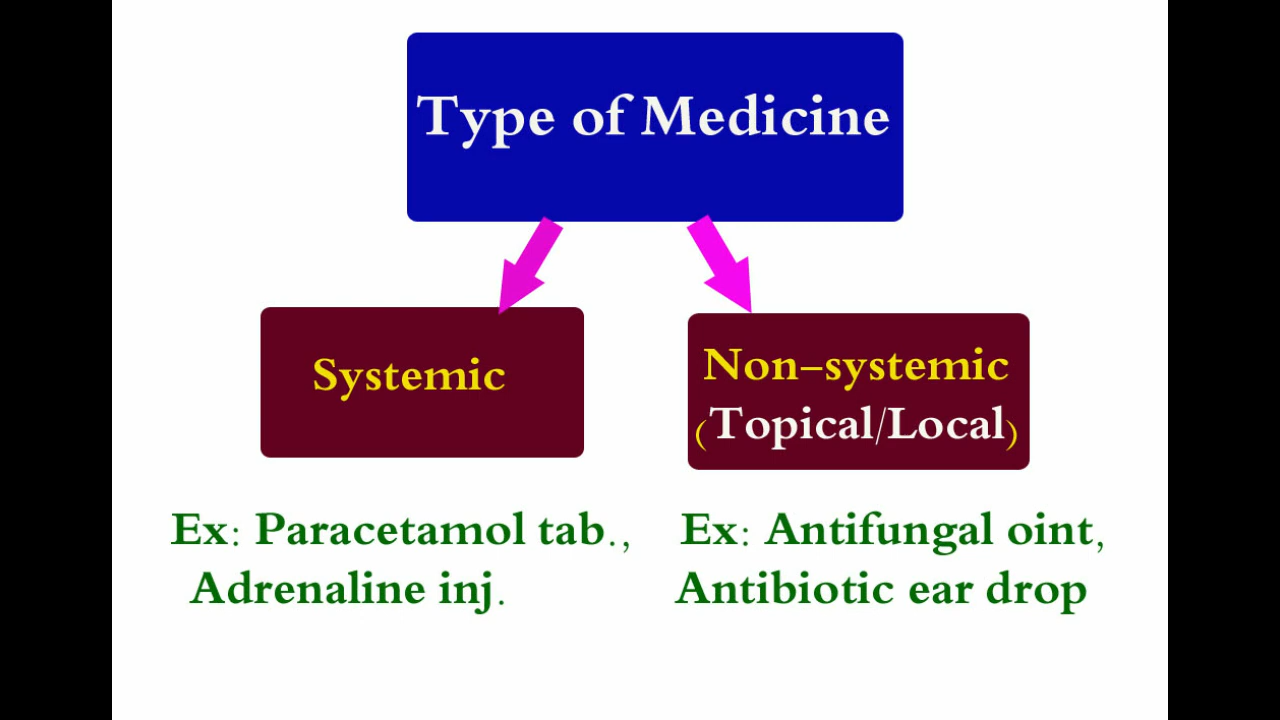 Type of Medicine
Systemic
Non-systemic
(Topical/Local)
Ex: Paracetamol tab.,
Adrenaline inj.
Ex: Antifungal oint,
Antibiotic ear drop